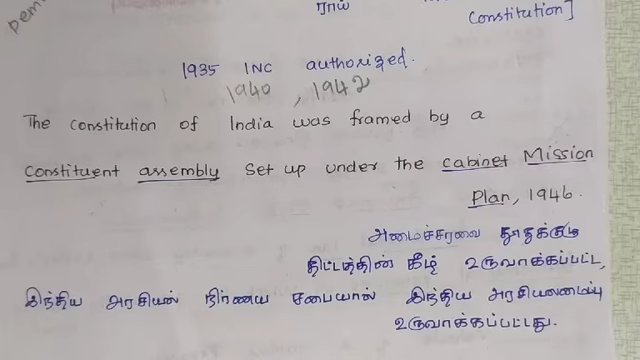 ராய்
Constitution]
1935 INC authorized.
1940, 1942
The constitution of India was framed by a
constituent assembly set up under the cabinet Mission
Plan, 1946.
அமைச்சரவை தூதுக்குழு
திட்டத்தின் கீழ் உருவாக்கப்பட்ட,
இந்திய அரசியல் நிர்ணய சபையால் இந்திய அரசியலமைப்பு
உருவாக்கப்பட்டது.